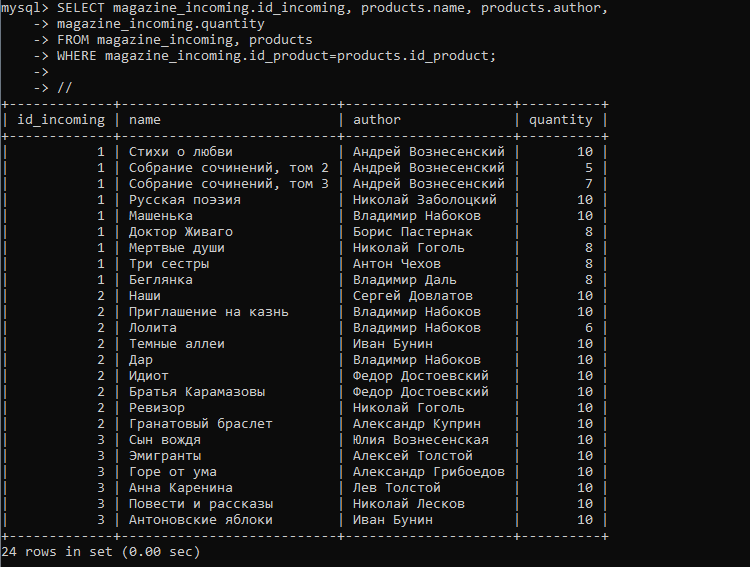 mysql> SELECT magazine_incoming.id_incoming, products.name, products.author,
    -> magazine_incoming.quantity
    -> FROM magazine_incoming, products
    -> WHERE magazine_incoming.id_product=products.id_product;
    ->
    -> //
+-------------+---------------------------+---------------------+----------+
| id_incoming | name                      | author              | quantity |
+-------------+---------------------------+---------------------+----------+
|           1 | Стихи о любви             | Андрей Вознесенский |       10 |
|           1 | Собрание сочинений, том 2 | Андрей Вознесенский |        5 |
|           1 | Собрание сочинений, том 3 | Андрей Вознесенский |        7 |
|           1 | Русская поэзия            | Николай Заболоцкий  |       10 |
|           1 | Машенька                  | Владимир Набоков    |       10 |
|           1 | Доктор Живаго             | Борис Пастернак     |        8 |
|           1 | Мертвые души              | Николай Гоголь      |        8 |
|           1 | Три сестры                | Антон Чехов         |        8 |
|           1 | Беглянка                  | Владимир Даль       |        8 |
|           2 | Наши                      | Сергей Довлатов     |       10 |
|           2 | Приглашение на казнь      | Владимир Набоков    |       10 |
|           2 | Лолита                    | Владимир Набоков    |        6 |
|           2 | Темные аллеи              | Иван Бунин          |       10 |
|           2 | Дар                       | Владимир Набоков    |       10 |
|           2 | Идиот                     | Федор Достоевский   |       10 |
|           2 | Братья Карамазовы         | Федор Достоевский   |       10 |
|           2 | Ревизор                   | Николай Гоголь      |       10 |
|           2 | Гранатовый браслет        | Александр Куприн    |       10 |
|           3 | Сын вождя                 | Юлия Вознесенская   |       10 |
|           3 | Эмигранты                 | Алексей Толстой     |       10 |
|           3 | Горе от ума               | Александр Грибоедов |       10 |
|           3 | Анна Каренина             | Лев Толстой         |       10 |
|           3 | Повести и рассказы        | Николай Лесков      |       10 |
|           3 | Антоновские яблоки        | Иван Бунин          |       10 |
+-------------+---------------------------+---------------------+----------+
24 rows in set (0.00 sec)